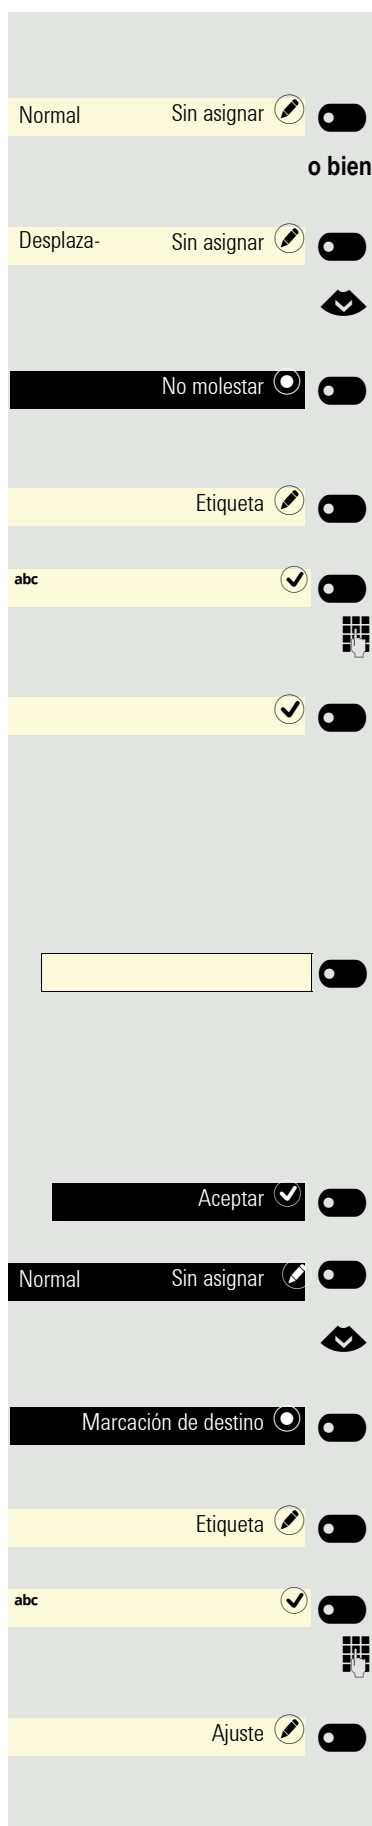 Normal Sin asignar
o bien
Desplaza- Sin asignar
No molestar
Etiqueta
abc
Aceptar
Normal Sin asignar
Marcación de destino
Etiqueta
abc
Ajuste